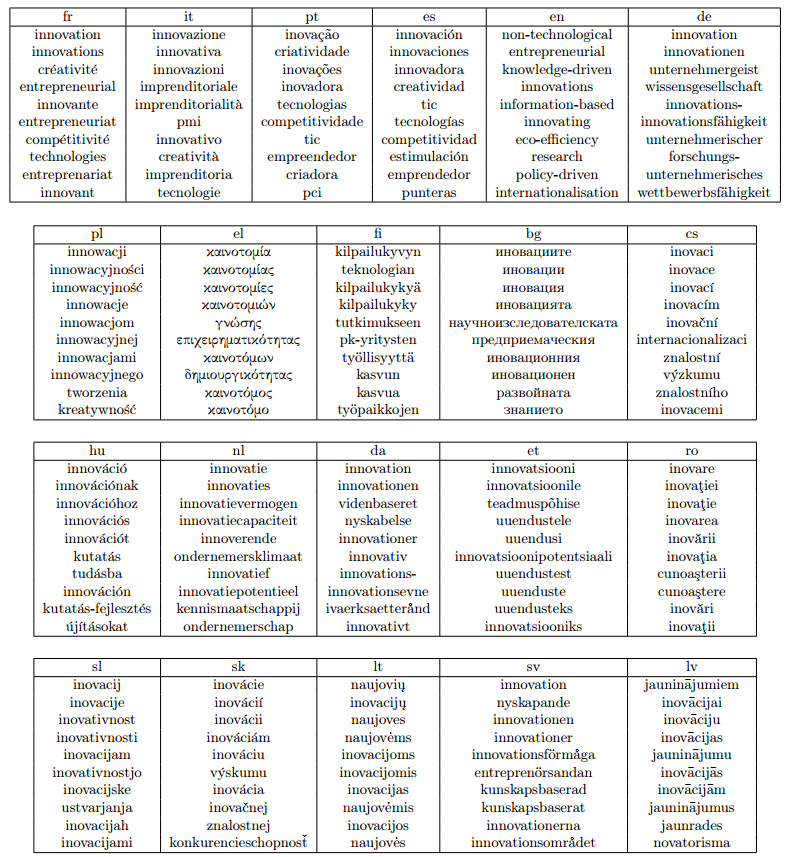 fr it pt es en de
innovation innovazione inovação innovación non-technological innovation
innovations innovativa criatividade innovaciones entrepreneurial innovationen
créativité innovazioni inovações innovadora knowledge-driven unternehmergeist
entrepreneurial imprenditoriale inovadora creatividad innovations wissensgesellschaft
innovante imprenditorialità tecnologias tic information-based innovations-
entrepreneuriat pmi competitividade tecnologías innovating innovationsfähigkeit
compétitivité innovativo tic competitividad eco-efficiency unternehmerischer
technologies creatività empreendedor estimulación research forschungs-
entreprenariat imprenditoria criadora emprendedor policy-driven unternehmerisches
innovant tecnologie pci punteras internationalisation wettbewerbsfähigkeit
pl el fi bg cs
innowacji καινοτομία kilpailukyvyn иновациите inovaci
innowacyjności καινοτομίας teknologian иновации inovace
innowacyjność καινοτομίες kilpailukykyä иновация inovací
innowacje καινοτομιών kilpailukyky иновацията inovacím
innowacjom γνώσης tutkimukseen научноизследователската inovační
innowacyjnej επιχειρηματικότητας pk-yritysten предприемаческия internacionalizaci
innowacjami καινοτόμων työllisyyttä иновационния znalostní
innowacyjnego δημιουργικότητας kasvun иновационен výzkumu
tworzenia καινοτόμος kasvua развойната znalostního
kreatywność καινοτόμο työpaikkojen знанието inovacemi
hu nl da et ro
innováció innovatie innovation innovatsiooni inovare
innovációnak innovaties innovationen innovatsioonile inovaţiei
innovációhoz innovatievermogen videnbaseret teadmuspõhise inovaţie
innovációs innovatiecapaciteit nyskabelse uuendustele inovarea
innovációt innoverende innovationer uuendusi inovării
kutatás ondernemersklimaat innovativ innovatsioonipotentsiaali inovaţia
tudásba innovatief innovations- uuendustest cunoaşterii
innováción innovatiepotentieel innovationsevne uuenduste cunoaştere
kutatás-fejlesztés kennismaatschappij ivaerksaetterånd uuendusteks inovări
újításokat ondernemerschap innovativt innovatsiooniks inovaţii
sl sk lt sv lv
inovacij inovácie naujovių innovation jauninājumiem
inovacije inovácií inovacijų nyskapande inovācijai
inovativnost inovácii naujoves innovationen inovāciju
inovativnosti inováciám naujovėms innovationer inovācijas
inovacijam inováciu inovacijoms innovationsförmåga jauninājumu
inovativnostjo výskumu inovacijomis entreprenörsandan inovācijās
inovacijske inovácia inovacijas kunskapsbaserad inovācijām
ustvarjanja inovačnej naujovėmis kunskapsbaserat jauninājumus
inovacijah znalostnej inovacijos innovationerna jaunrades
inovacijami konkurencieschopnosť naujovės innovationsområdet novatorisma